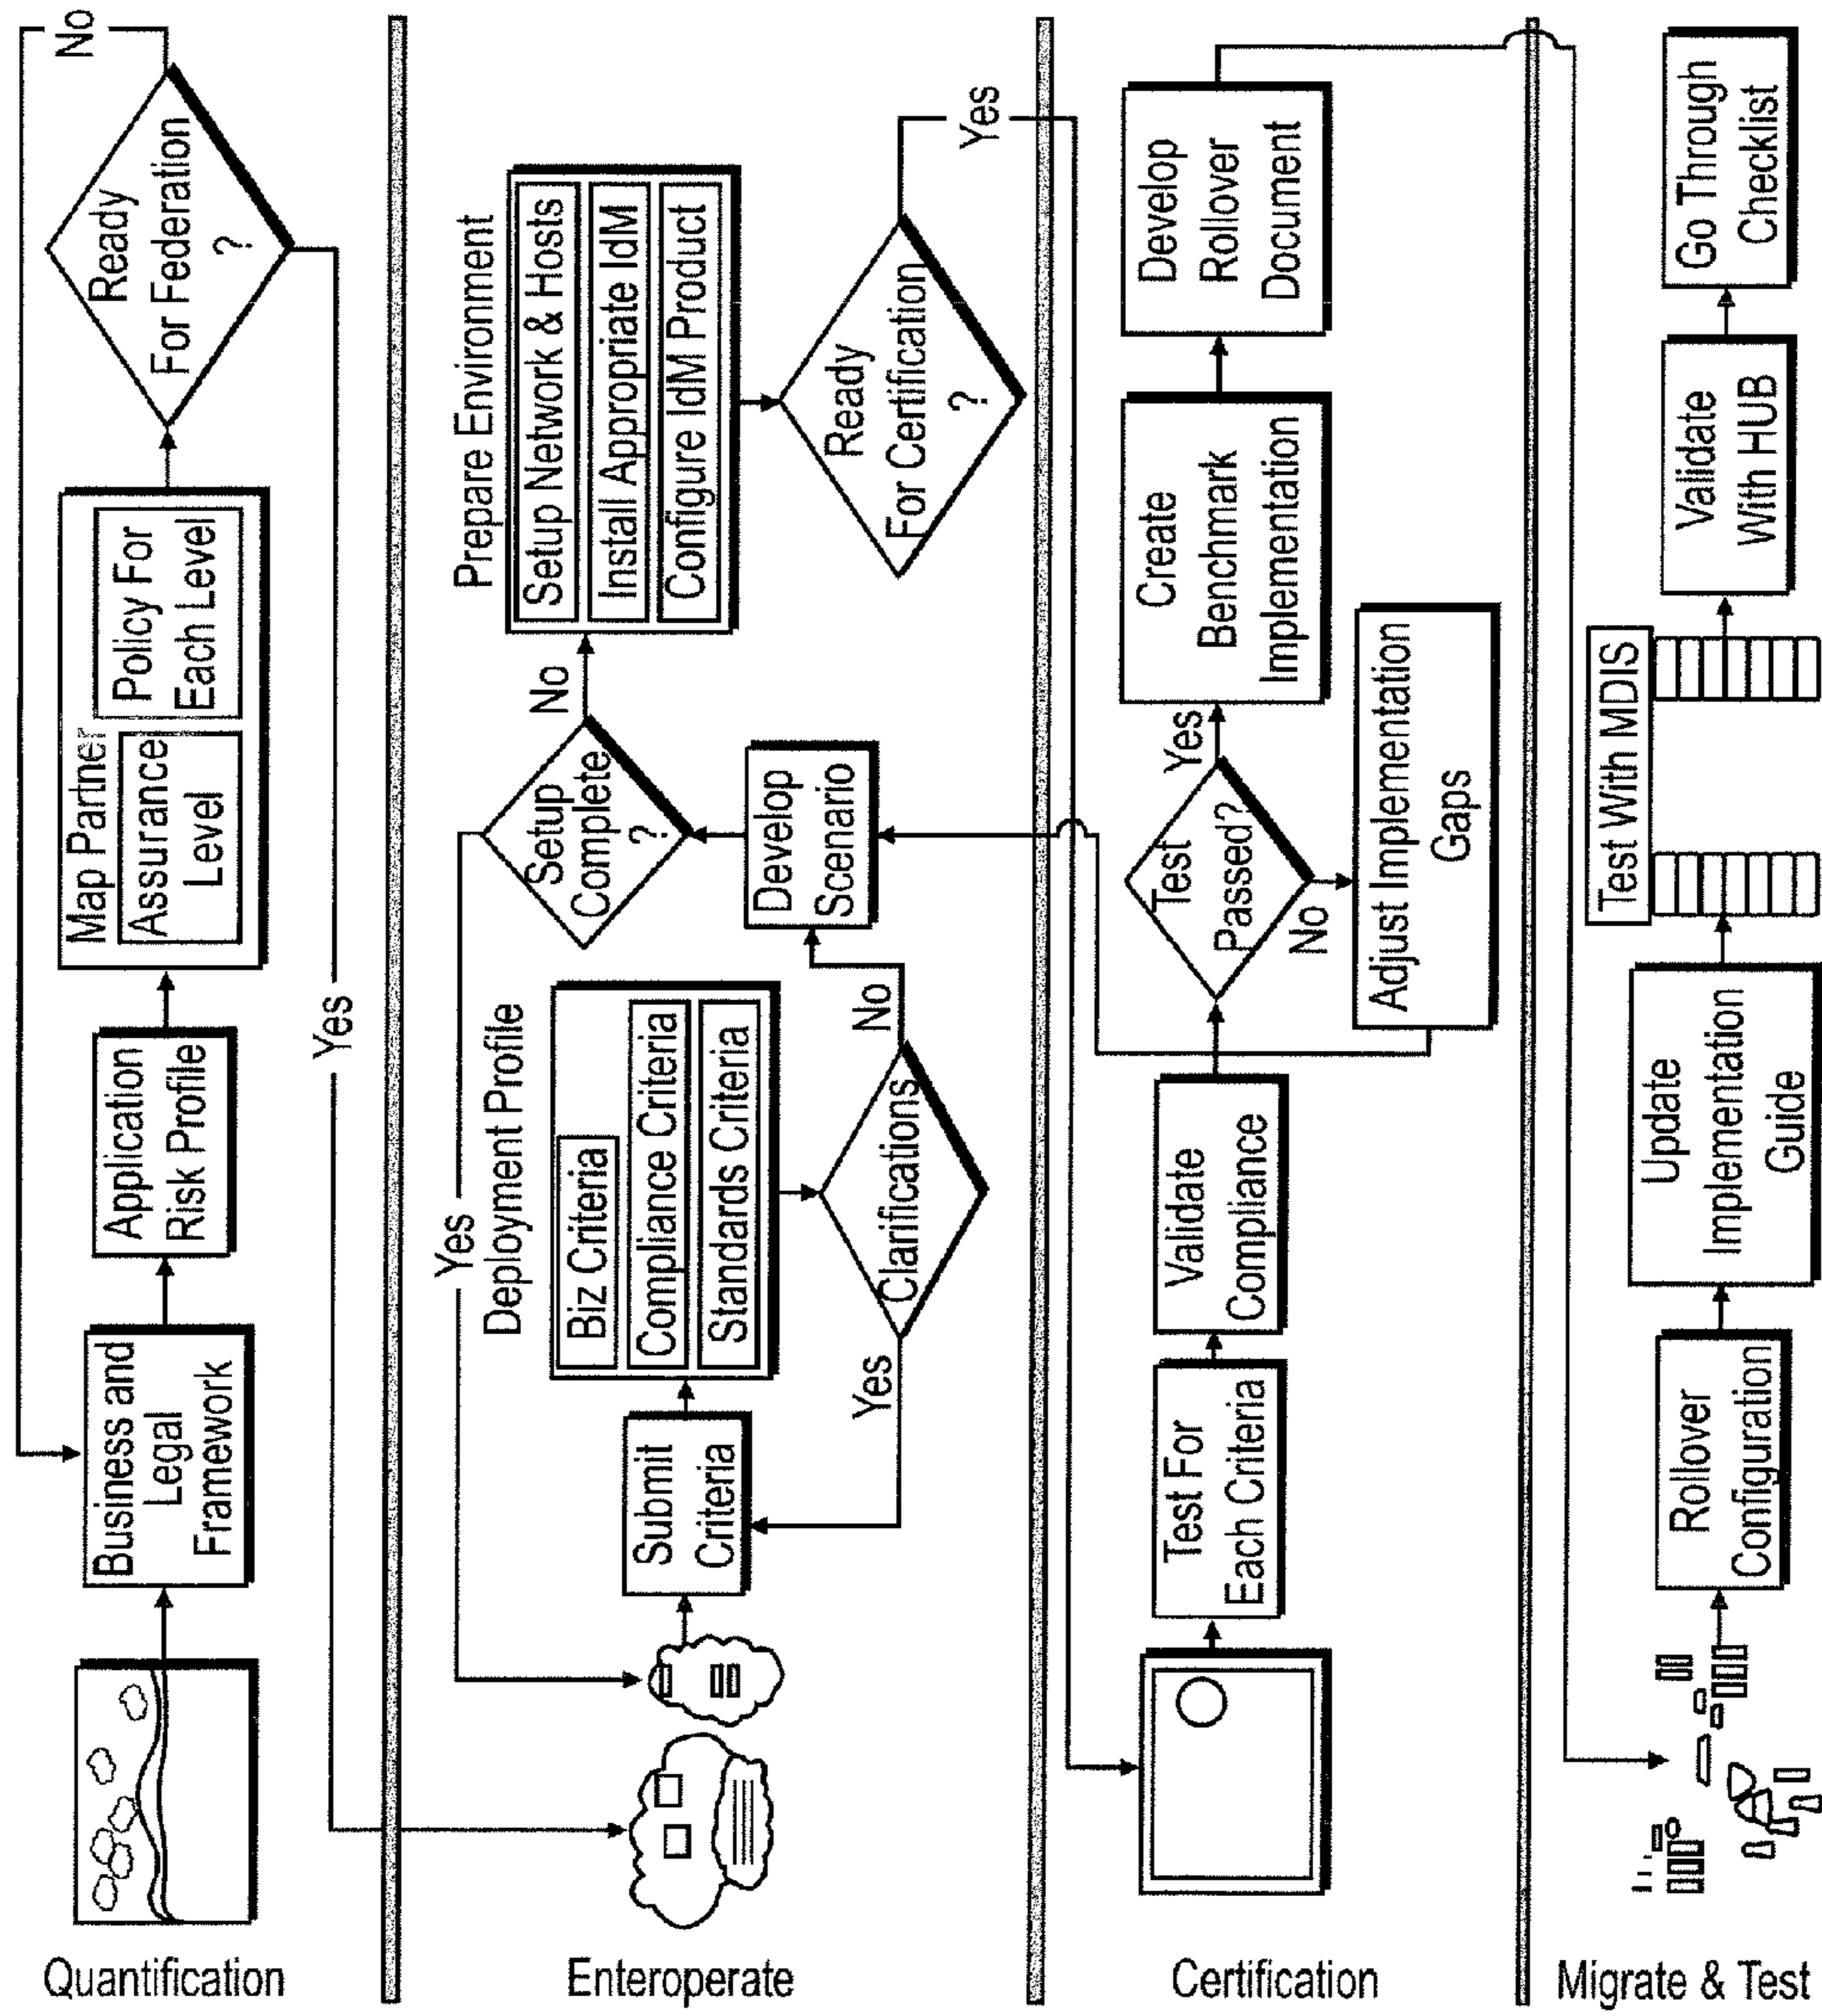 Quantification
Business and
Legal
Framework
Application
Risk Profile
Map Partner
Assurance
Level
Policy For
Each Level
Ready
For Federation
?
No
Yes
Enteroperate
Submit
Criteria
Deployment Profile
Biz Criteria
Compliance Criteria
Standards Criteria
Clarifications
Yes
No
Develop
Scenario
Setup
Complete
?
Yes
No
Prepare Environment
Setup Network & Hosts
Install Appropriate IdM
Configure IdM Product
Ready
For Certification
?
Yes
Certification
Test For
Each Criteria
Validate
Compliance
Test
Passed?
Yes
No
Adjust Implementation
Gaps
Create
Benchmark
Implementation
Develop
Rollover
Document
Migrate & Test
Rollover
Configuration
Update
Implementation
Guide
Test With MDIS
Validate
With HUB
Go Through
Checklist